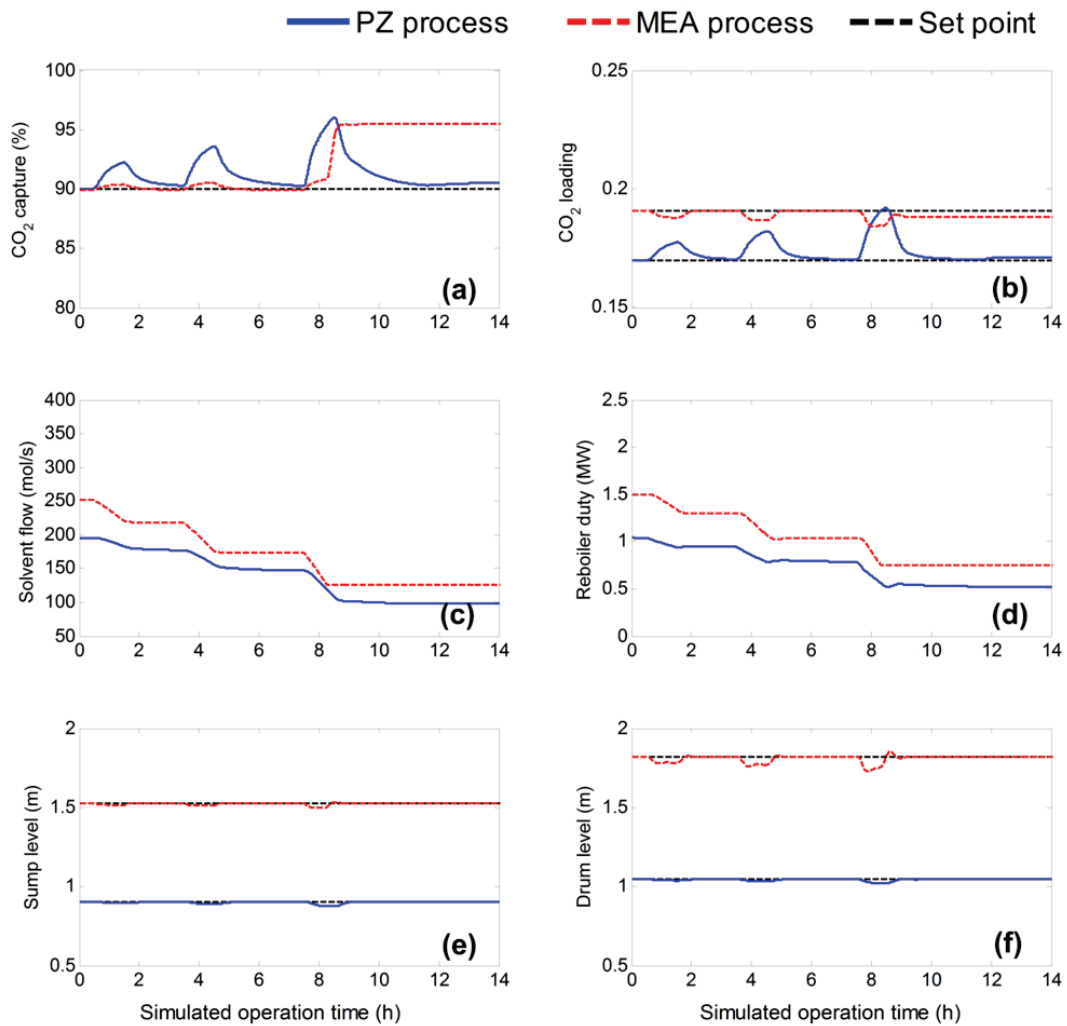 PZ process MEA process Set point
CO2 capture (%)
100
95
90
85
80
0 2 4 6 8 10 12 14
(a)
CO2 loading
0.25
0.2
0.15
0 2 4 6 8 10 12 14
(b)
Solvent flow (mol/s)
400
350
300
250
200
150
100
50
0 2 4 6 8 10 12 14
(c)
Reboiler duty (MW)
2.5
2
1.5
1
0.5
0
0 2 4 6 8 10 12 14
(d)
Sump level (m)
2
1.5
1
0.5
0 2 4 6 8 10 12 14
(e)
Simulated operation time (h)
Drum level (m)
2
1.5
1
0.5
0 2 4 6 8 10 12 14
(f)
Simulated operation time (h)